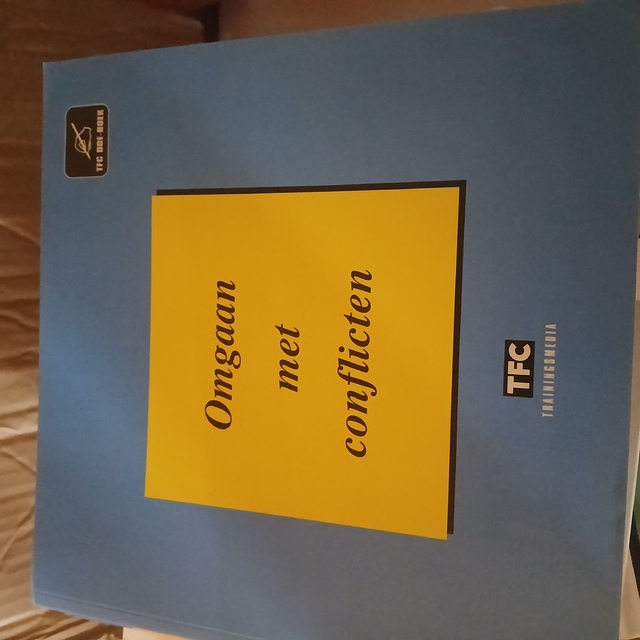 TFC DOE-BOEK
Omgaan
met
conflicten
TFC
TRAININGSMEDIA